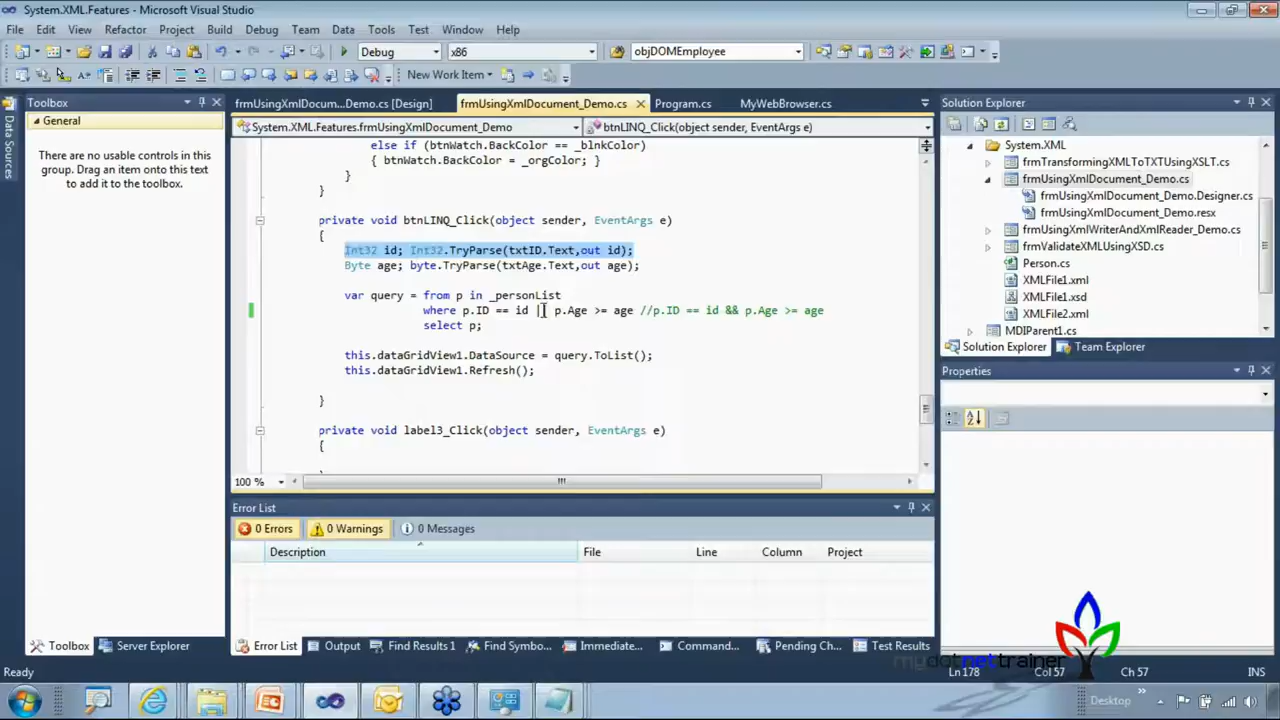 System.XML.Features - Microsoft Visual Studio
File Edit View Refactor Project Build Debug Team Data Tools Test Window Help
Debug x86 objDOMEmployee
New Work Item
Toolbox
General
There are no usable controls in this
group. Drag an item onto this text
to add it to the toolbox.
Data Sources
Toolbox Server Explorer
frmUsingXmlDocum...Demo.cs [Design] frmUsingXmlDocument_Demo.cs Program.cs MyWebBrowser.cs
System.XML.Features.frmUsingXmlDocument_Demo btnLINQ_Click(object sender, EventArgs e)
else if (btnWatch.BackColor == _blnkColor)
{ btnWatch.BackColor = _orgColor; }
}
}
private void btnLINQ_Click(object sender, EventArgs e)
{
Int32 id; Int32.TryParse(txtID.Text,out id);
Byte age; byte.TryParse(txtAge.Text,out age);
var query = from p in _personList
where p.ID == id || p.Age >= age //p.ID == id && p.Age >= age
select p;
this.dataGridView1.DataSource = query.ToList();
this.dataGridView1.Refresh();
}
private void label3_Click(object sender, EventArgs e)
{
100 %
Error List
0 Errors 0 Warnings 0 Messages
Description File Line Column Project
Error List Output Find Results 1 Find Symbo... Immediate... Command... Pending Ch... Test Results
Solution Explorer
System.XML
frmTransformingXMLToTXTUsingXSLT.cs
frmUsingXmlDocument_Demo.cs
frmUsingXmlDocument_Demo.Designer.cs
frmUsingXmlDocument_Demo.resx
frmUsingXmlWriterAndXmlReader_Demo.cs
frmValidateXMLUsingXSD.cs
Person.cs
XMLFile1.xml
XMLFile1.xsd
XMLFile2.xml
MDIParent1.cs
Solution Explorer Team Explorer
Properties
mydotnettrainer
Ready Ln 178 Col 57 Ch 57
Desktop